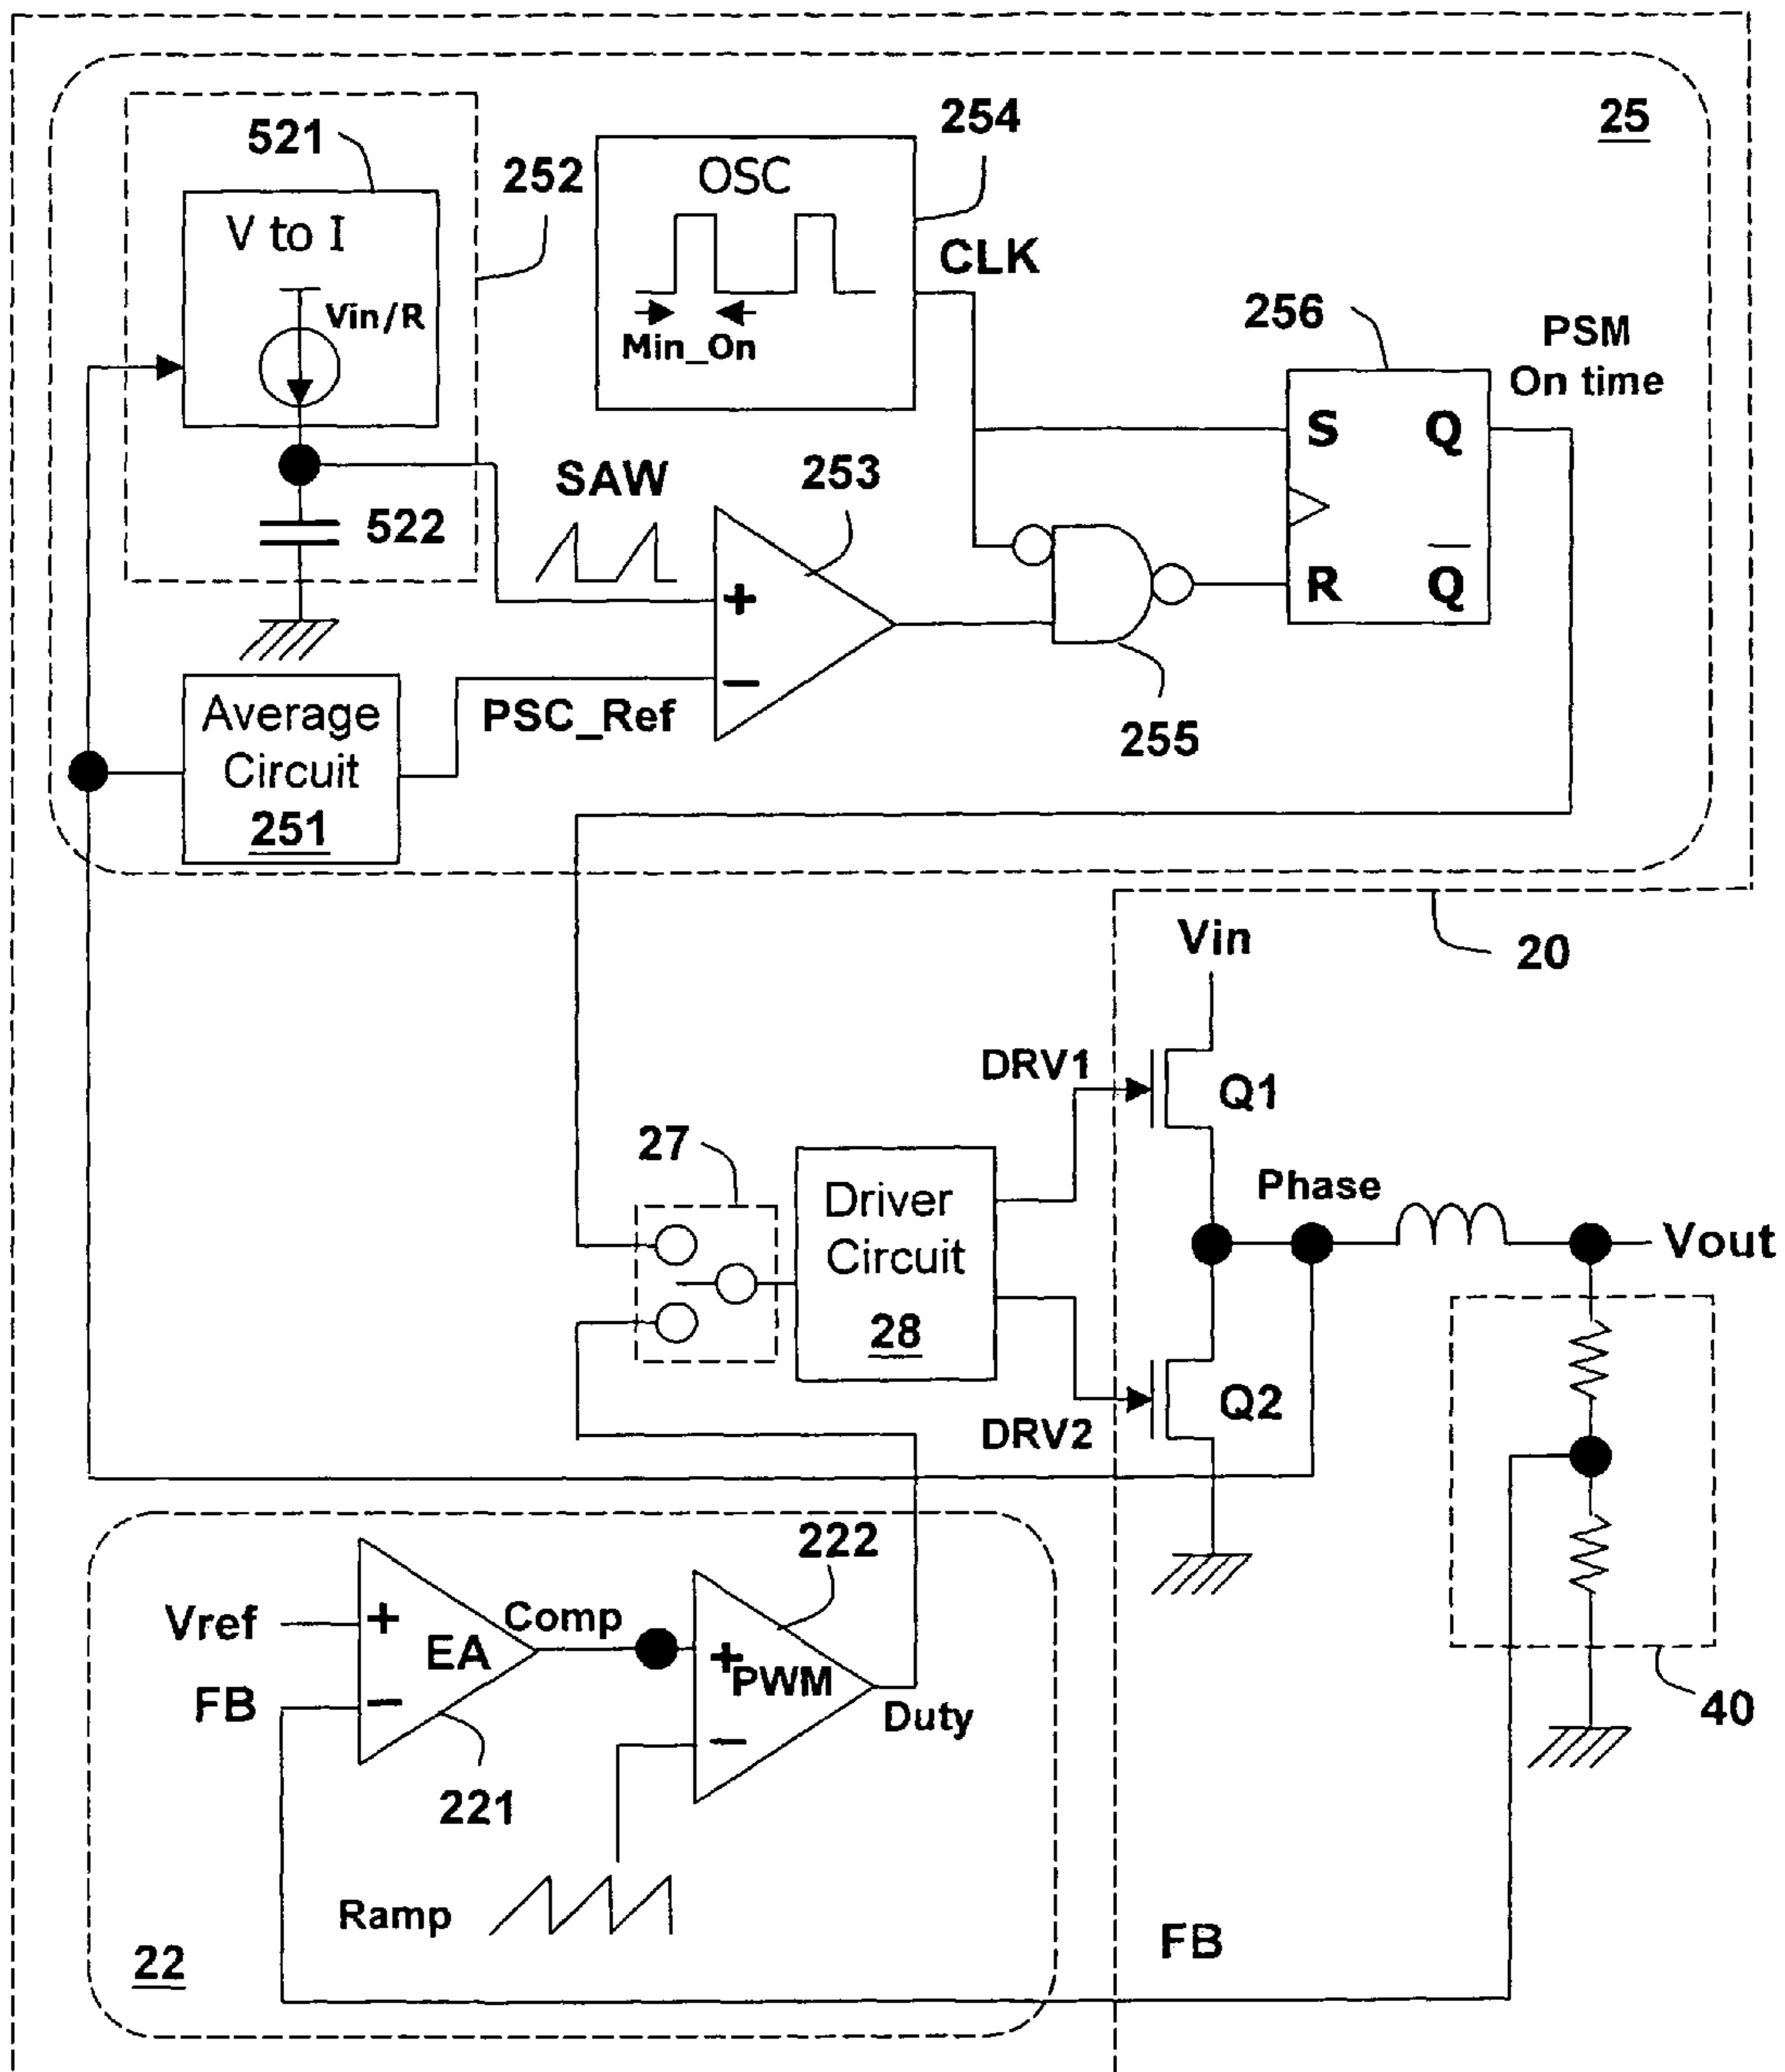 25
521
252
254
V to I
Vin/R
OSC
Min_On
CLK
256
PSM
On time
S Q
R Q
SAW
253
522
255
Average
Circuit
251
PSC_Ref
20
Vin
DRV1
Q1
27
Driver
Circuit
28
Phase
Vout
DRV2
Q2
40
222
Vref
+
EA
Comp
+
PWM
FB
−
−
Duty
221
Ramp
22
FB
+
−